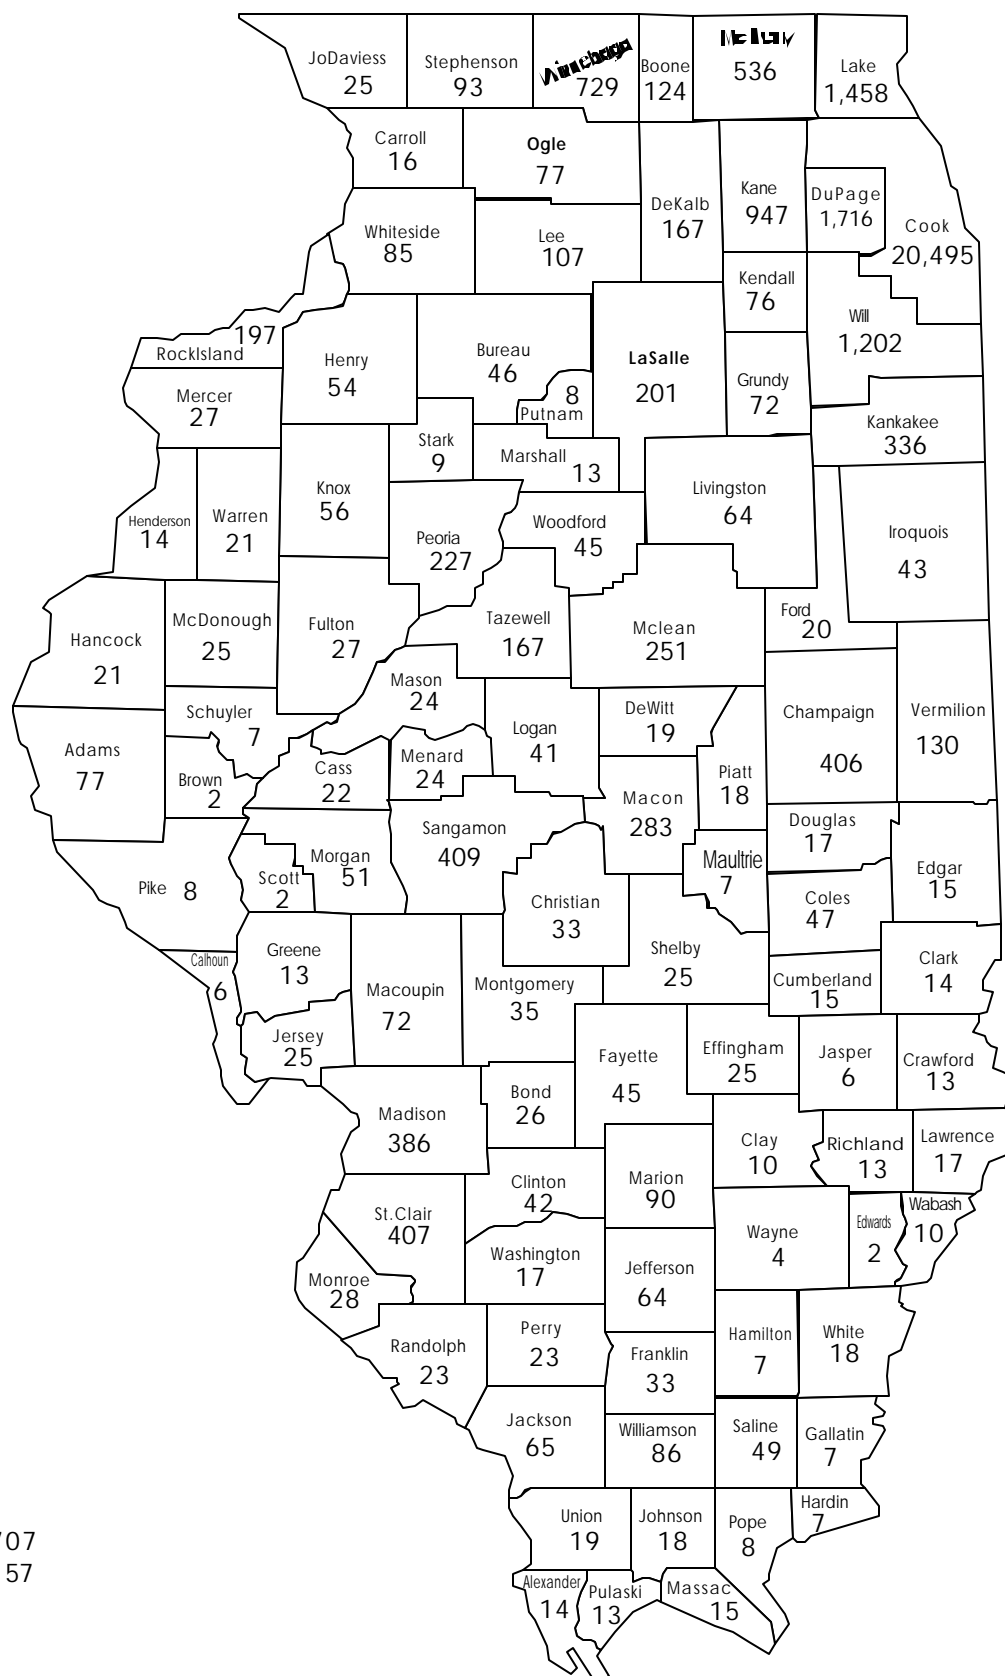 JoDaviess
25
Stephenson
93
Winnebago
729
Boone
124
McHenry
536
Lake
1,458
Carroll
16
Ogle
77
DeKalb
167
Kane
947
DuPage
1,716
Cook
20,495
Whiteside
85
Lee
107
Kendall
76
Will
1,202
197
RockIsland
Henry
54
Bureau
46
8
Putnam
LaSalle
201
Grundy
72
Kankakee
336
Mercer
27
Stark
9
Marshall
13
Livingston
64
Iroquois
43
Henderson
14
Warren
21
Knox
56
Peoria
227
Woodford
45
Hancock
21
McDonough
25
Fulton
27
Tazewell
167
Mclean
251
Ford
20
Mason
24
Schuyler
7
Logan
41
DeWitt
19
Champaign
406
Vermilion
130
Adams
77
Brown
2
Cass
22
Menard
24
Piatt
18
Macon
283
Sangamon
409
Douglas
17
Morgan
51
Scott
2
Pike 8
Christian
33
Maultrie
7
Edgar
15
Coles
47
Calhoun
6
Greene
13
Macoupin
72
Montgomery
35
Shelby
25
Cumberland
15
Clark
14
Jersey
25
Fayette
45
Effingham
25
Jasper
6
Crawford
13
Madison
386
Bond
26
Clay
10
Richland
13
Lawrence
17
Clinton
42
Marion
90
St.Clair
407
Washington
17
Wayne
4
Edwards
2
Wabash
10
Monroe
28
Jefferson
64
Randolph
23
Perry
23
Franklin
33
Hamilton
7
White
18
Jackson
65
Williamson
86
Saline
49
Gallatin
7
Union
19
Johnson
18
Pope
8
Hardin
7
Alexander
14
Pulaski
13
Massac
15
/07
57